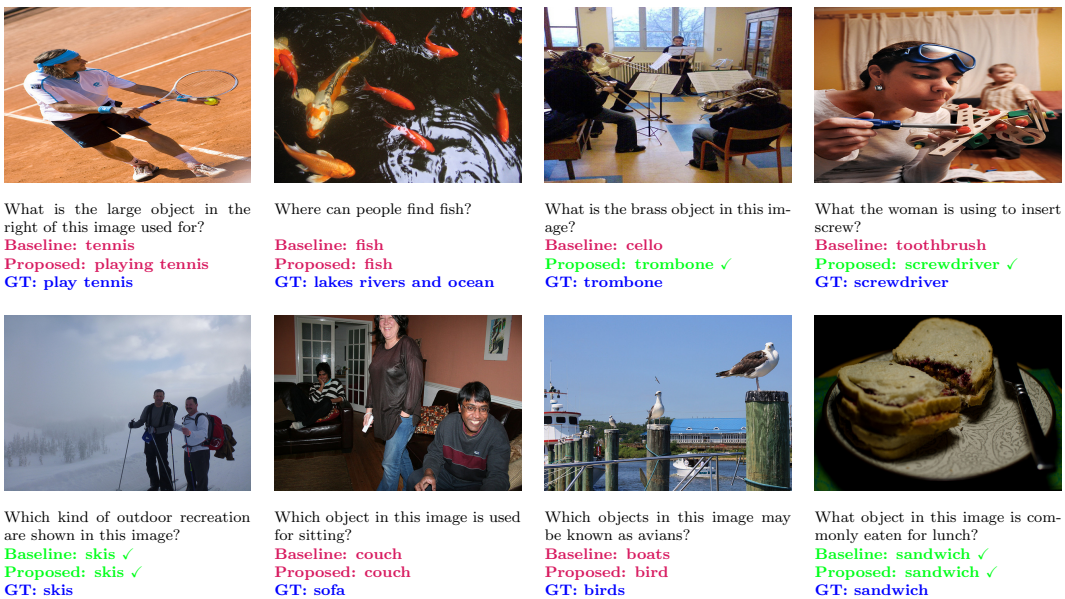 What is the large object in the
right of this image used for?
Baseline: tennis
Proposed: playing tennis
GT: play tennis
Where can people find fish?
Baseline: fish
Proposed: fish
GT: lakes rivers and ocean
What is the brass object in this im-
age?
Baseline: cello
Proposed: trombone ✓
GT: trombone
What the woman is using to insert
screw?
Baseline: toothbrush
Proposed: screwdriver ✓
GT: screwdriver
Which kind of outdoor recreation
are shown in this image?
Baseline: skis ✓
Proposed: skis ✓
GT: skis
Which object in this image is used
for sitting?
Baseline: couch
Proposed: couch
GT: sofa
Which objects in this image may
be known as avians?
Baseline: boats
Proposed: bird
GT: birds
What object in this image is com-
monly eaten for lunch?
Baseline: sandwich ✓
Proposed: sandwich ✓
GT: sandwich